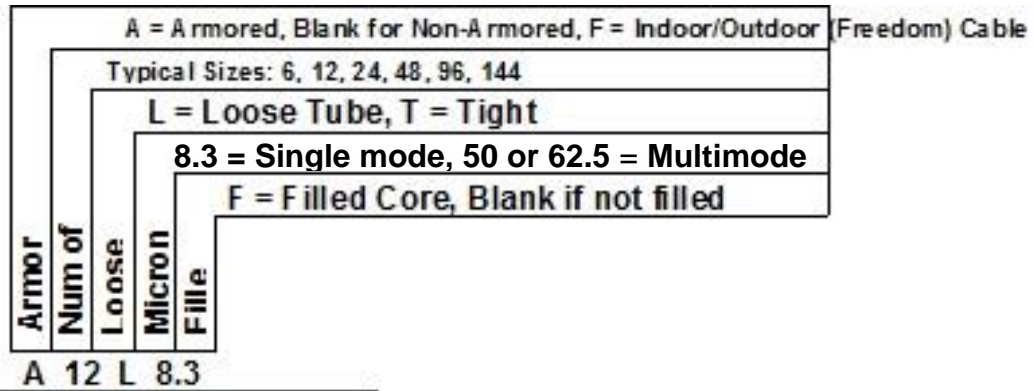 A = Armored, Blank for Non-Armored, F = Indoor/Outdoor (Freedom) Cable
Typical Sizes: 6, 12, 24, 48, 96, 144
L = Loose Tube, T = Tight
8.3 = Single mode, 50 or 62.5 = Multimode
F = Filled Core, Blank if not filled
Armor
Num of
Loose
Micron
Fille
A 12 L 8.3